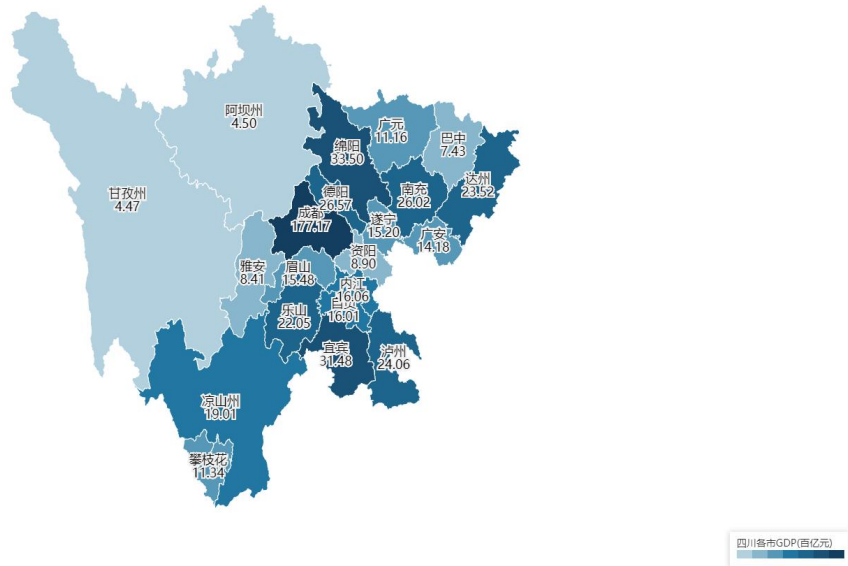 阿坝州
4.50
广元
11.16
巴中
7.43
绵阳
33.50
达州
23.52
甘孜州
4.47
德阳
26.57
南充
26.02
成都
177.17
遂宁
15.20
广安
14.18
资阳
8.90
雅安
8.41
眉山
15.48
内江
16.06
自贡
16.01
乐山
22.05
宜宾
31.48
泸州
24.06
凉山州
19.01
攀枝花
11.34
四川各市GDP(百亿元)